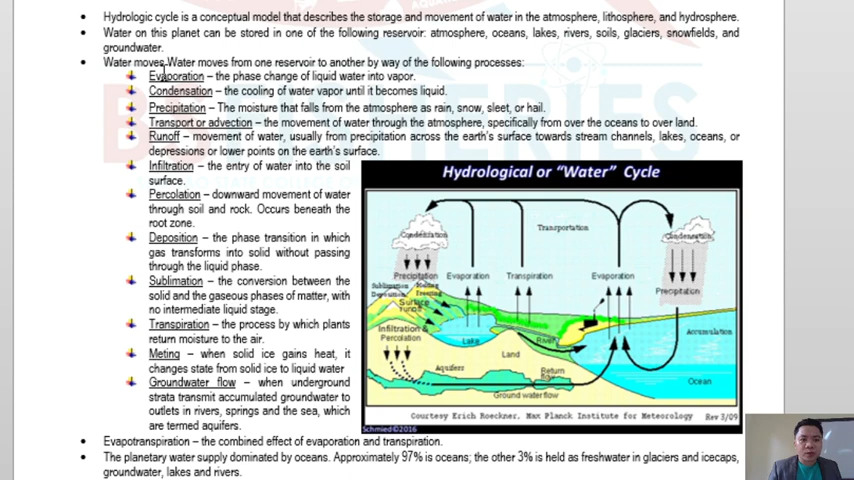 Hydrologic cycle is a conceptual model that describes the storage and movement of water in the atmosphere, lithosphere, and hydrosphere.
Water on this planet can be stored in one of the following reservoir: atmosphere, oceans, lakes, rivers, soils, glaciers, snowfields, and
groundwater.
Water moves Water moves from one reservoir to another by way of the following processes:
Evaporation – the phase change of liquid water into vapor.
Condensation – the cooling of water vapor until it becomes liquid.
Precipitation – The moisture that falls from the atmosphere as rain, snow, sleet, or hail.
Transport or advection – the movement of water through the atmosphere, specifically from over the oceans to over land.
Runoff – movement of water, usually from precipitation across the earth's surface towards stream channels, lakes, oceans, or
depressions or lower points on the earth's surface.
Infiltration – the entry of water into the soil
surface.
Percolation – downward movement of water
through soil and rock. Occurs beneath the
root zone.
Deposition – the phase transition in which
gas transforms into solid without passing
through the liquid phase.
Sublimation – the conversion between the
solid and the gaseous phases of matter, with
no intermediate liquid stage.
Transpiration – the process by which plants
return moisture to the air.
Meting – when solid ice gains heat, it
changes state from solid ice to liquid water
Groundwater flow – when underground
strata transmit accumulated groundwater to
outlets in rivers, springs and the sea, which
are termed aquifers.
Hydrological or "Water" Cycle
Condensation
Transportation
Condensation
Precipitation
Evaporation
Transpiration
Evaporation
Precipitation
Sublimation
Deposition
Melting
Freezing
Surface
runoff
Infiltration &
Percolation
Lake
River
Land
Accumulation
Aquifers
Return
flow
Ocean
Ground water flow
Courtesy Erich Roeckner, Max Planck Institute for Meteorology
Rev 3/09
Schmied©2016
Evapotranspiration – the combined effect of evaporation and transpiration.
The planetary water supply dominated by oceans. Approximately 97% is oceans; the other 3% is held as freshwater in glaciers and icecaps,
groundwater, lakes and rivers.